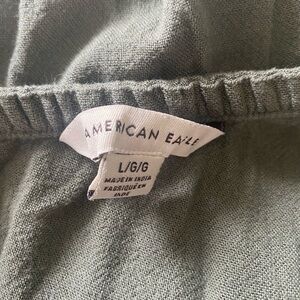 AMERICAN EAGLE
L/G/G
MADE IN INDIA
FABRIQUÉ EN
INDE